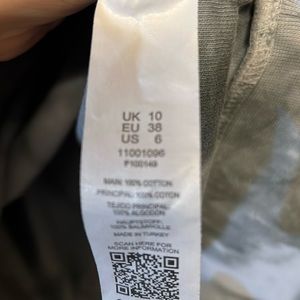 UK 10
EU 38
US 6
11001096
F100149
MAIN: 100% COTTON
PRINCIPAL: 100% COTON
TEJIDO PRINCIPAL:
100% ALGODON
HAUPTSTOFF:
100% BAUMWOLLE
MADE IN TURKEY
SCAN HERE FOR
MORE INFORMATION